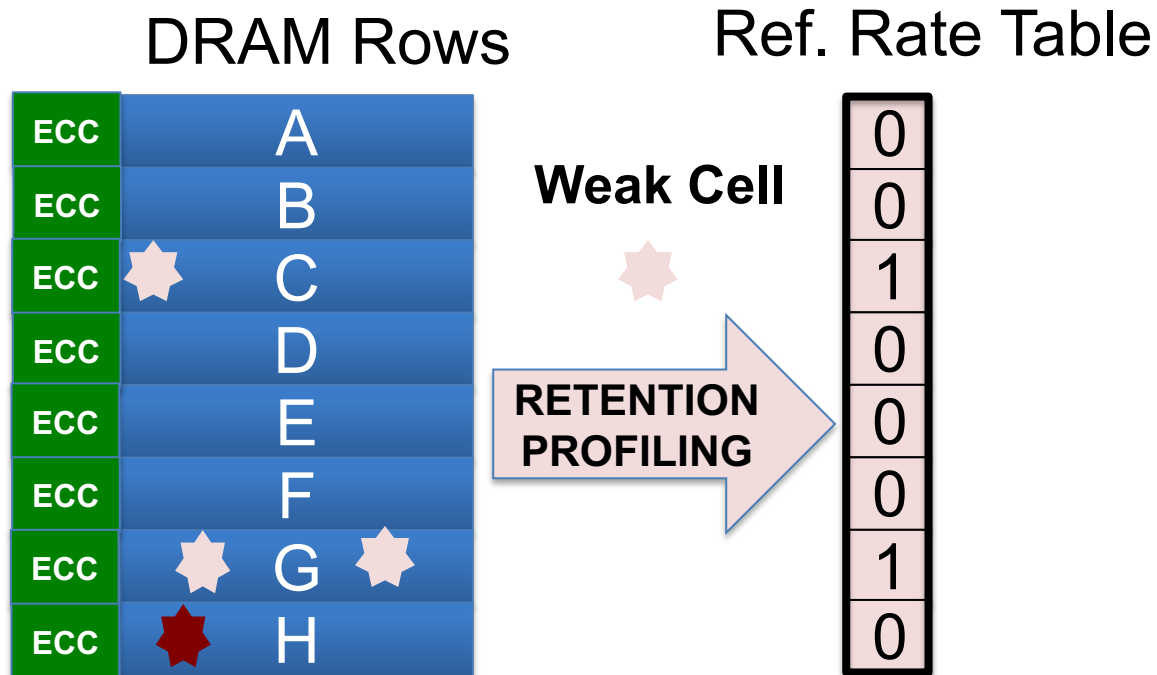 DRAM Rows
Ref. Rate Table
ECC A 0
ECC B 0
Weak Cell
ECC C 1
ECC D 0
ECC E 0
RETENTION
PROFILING
ECC F 0
ECC G 1
ECC H 0